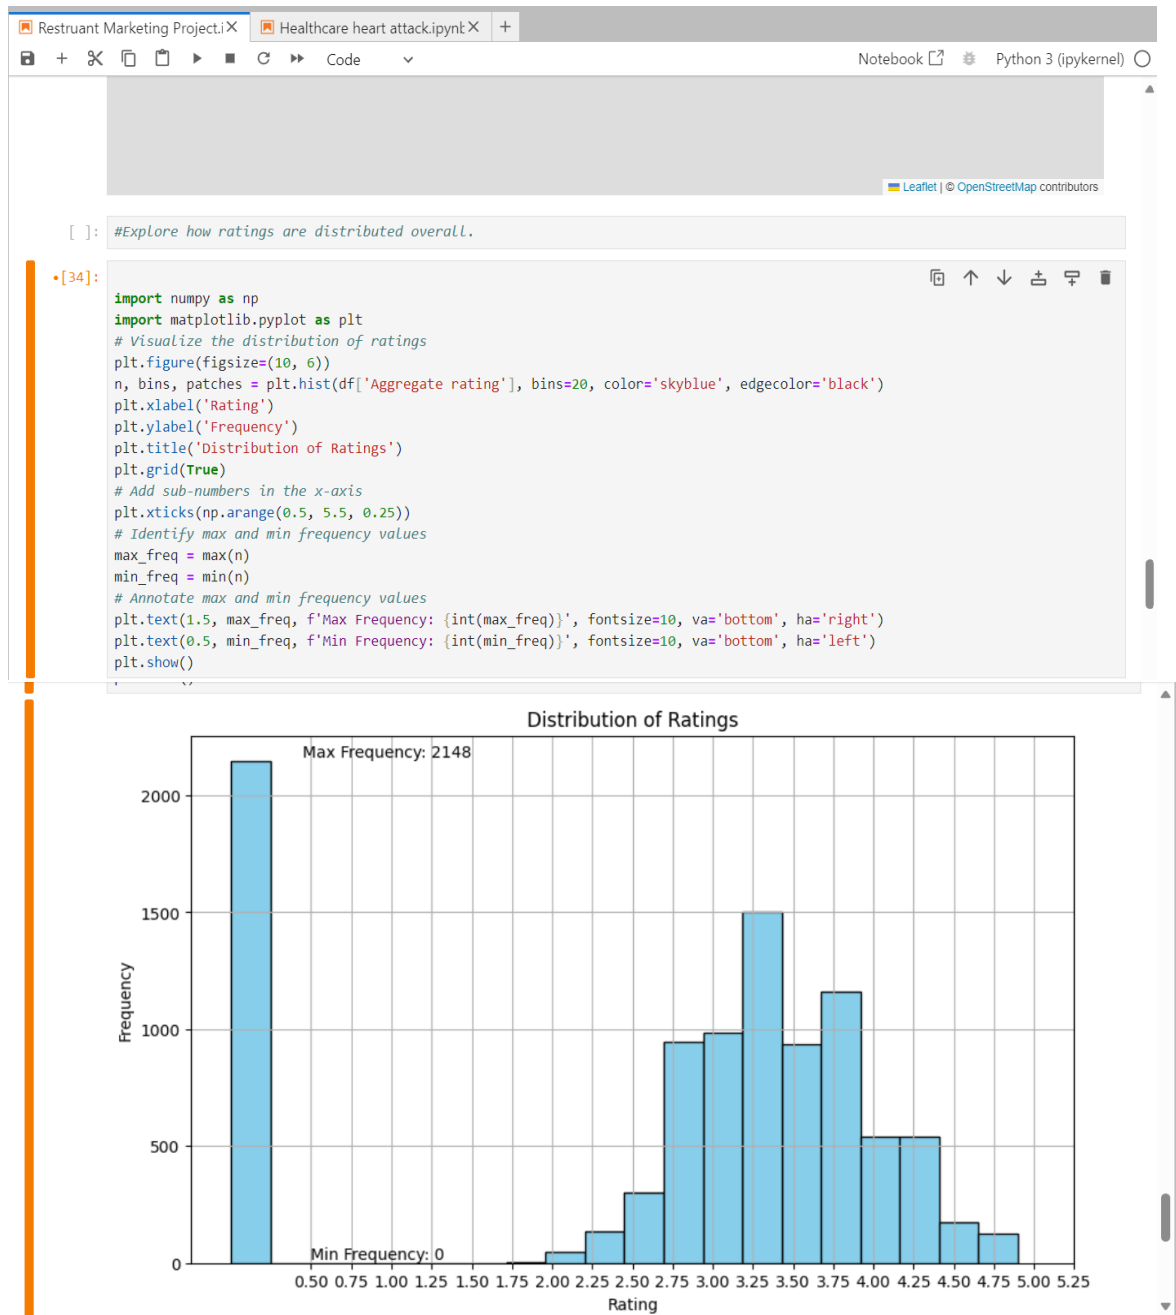 Restruant Marketing Project.i
Healthcare heart attack.ipynb
Code
Notebook
Python 3 (ipykernel)
Leaflet | © OpenStreetMap contributors
[ ]:
#Explore how ratings are distributed overall.
•[34]:
import numpy as np
import matplotlib.pyplot as plt
# Visualize the distribution of ratings
plt.figure(figsize=(10, 6))
n, bins, patches = plt.hist(df['Aggregate rating'], bins=20, color='skyblue', edgecolor='black')
plt.xlabel('Rating')
plt.ylabel('Frequency')
plt.title('Distribution of Ratings')
plt.grid(True)
# Add sub-numbers in the x-axis
plt.xticks(np.arange(0.5, 5.5, 0.25))
# Identify max and min frequency values
max_freq = max(n)
min_freq = min(n)
# Annotate max and min frequency values
plt.text(1.5, max_freq, f'Max Frequency: {int(max_freq)}', fontsize=10, va='bottom', ha='right')
plt.text(0.5, min_freq, f'Min Frequency: {int(min_freq)}', fontsize=10, va='bottom', ha='left')
plt.show()
Distribution of Ratings
Max Frequency: 2148
2000
1500
1000
500
0
Frequency
Min Frequency: 0
0.50 0.75 1.00 1.25 1.50 1.75 2.00 2.25 2.50 2.75 3.00 3.25 3.50 3.75 4.00 4.25 4.50 4.75 5.00 5.25
Rating